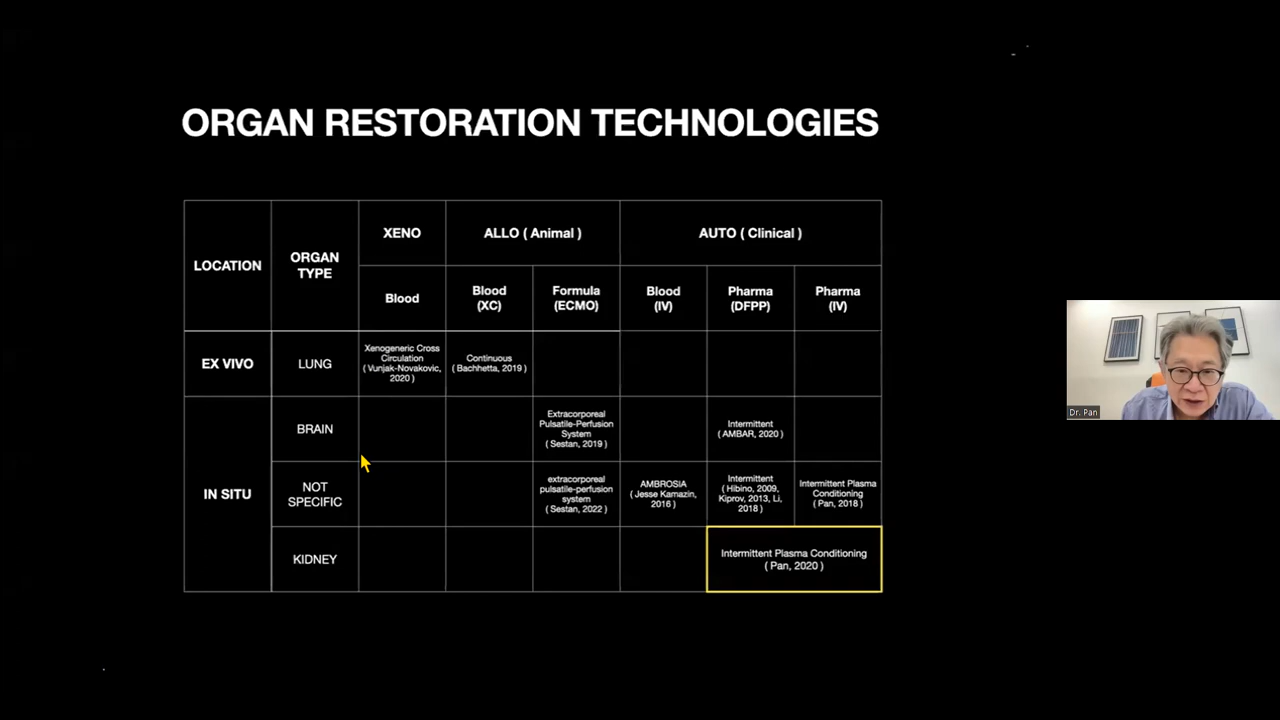 ORGAN RESTORATION TECHNOLOGIES
LOCATION
ORGAN
TYPE
XENO
ALLO ( Animal )
AUTO ( Clinical )
Blood
Blood
(XC)
Formula
(ECMO)
Blood
(IV)
Pharma
(DFPP)
Pharma
(IV)
EX VIVO
LUNG
Xenogeneric Cross
Circulation
( Vunjak-Novakovic,
2020 )
Continuous
( Bachhetta, 2019 )
IN SITU
BRAIN
Extracorporeal
Pulsatile-Perfusion
System
( Sestan, 2019 )
Intermittent
( AMBAR, 2020 )
NOT
SPECIFIC
extracorporeal
pulsatile-perfusion
system
( Sestan, 2022 )
AMBROSIA
( Jesse Kamazin,
2016 )
Intermittent
( Hibino, 2009,
Kiprov, 2013, Li,
2018 )
Intermittent Plasma
Conditioning
( Pan, 2018 )
KIDNEY
Intermittent Plasma Conditioning
( Pan, 2020 )
Dr. Pan